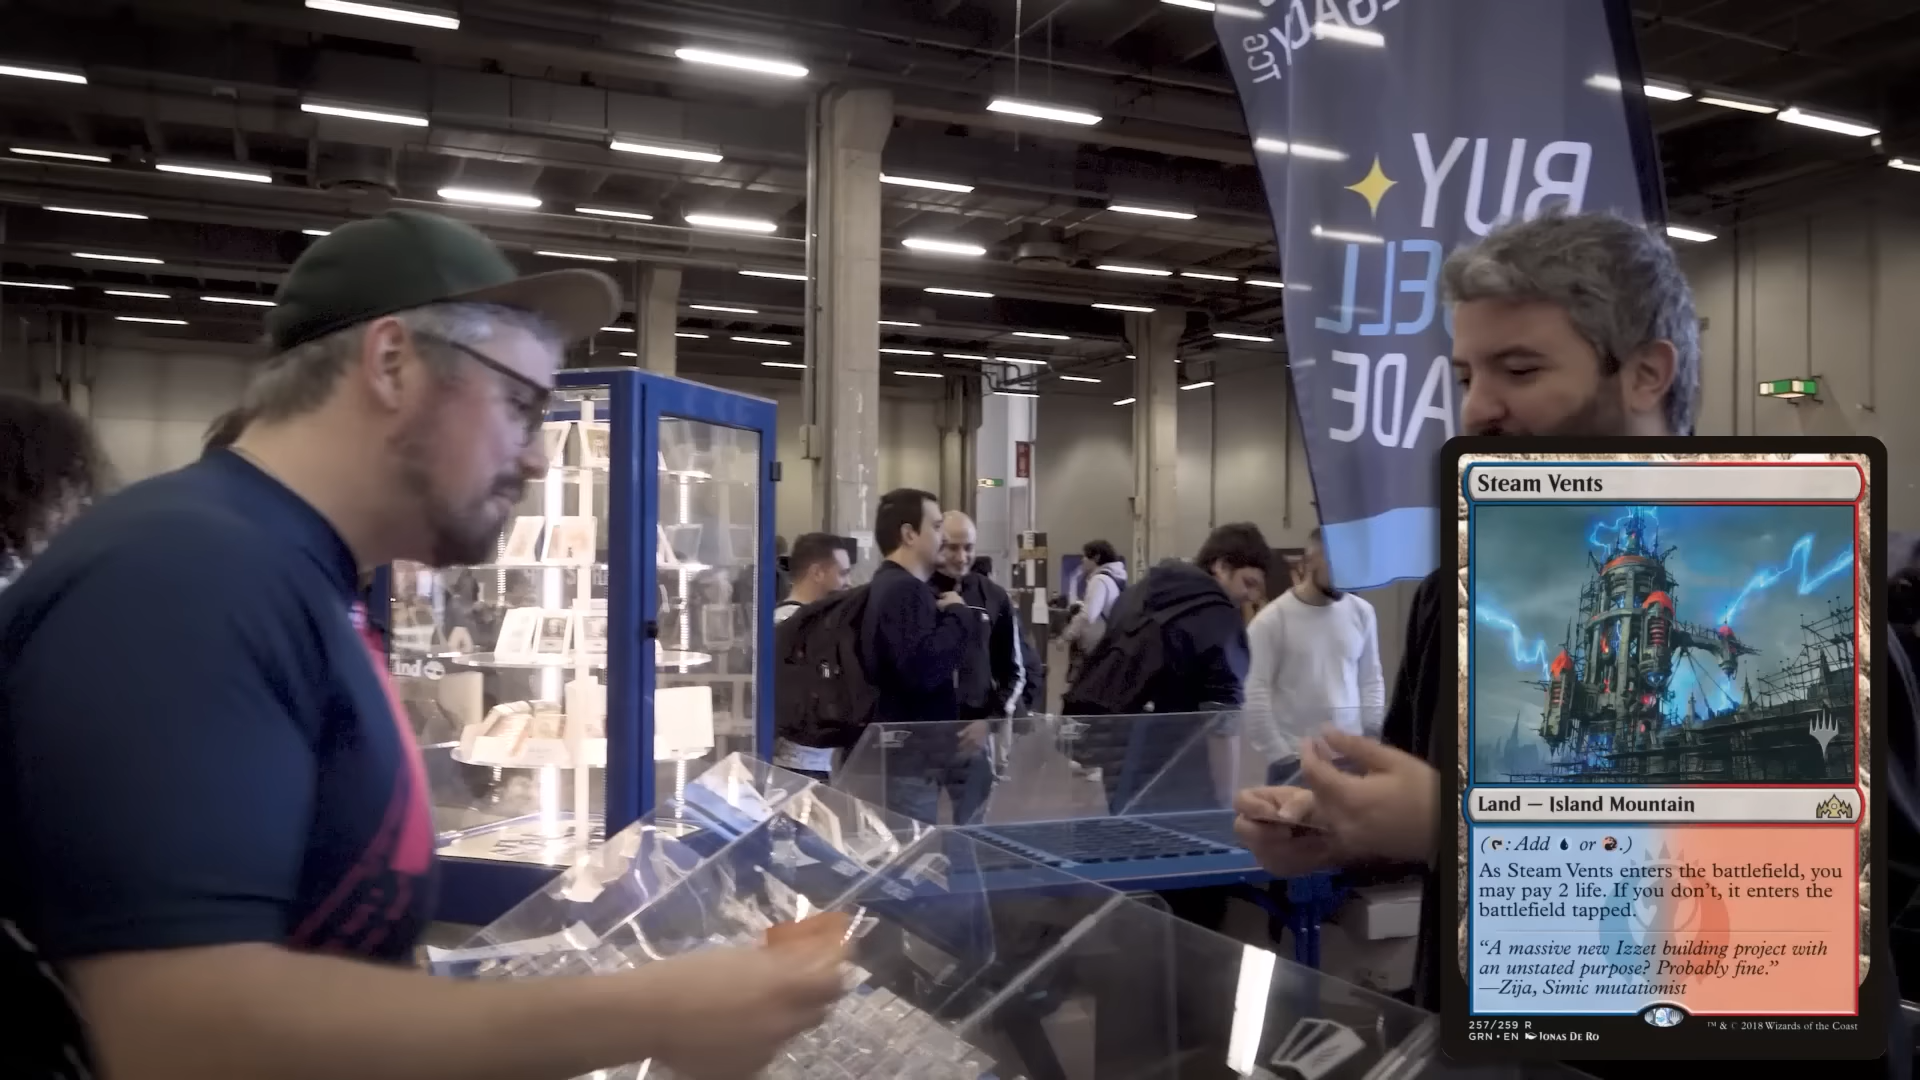 BUY
SELL
Steam Vents
Land — Island Mountain
(: Add or .)
As Steam Vents enters the battlefield, you
may pay 2 life. If you don't, it enters the
battlefield tapped.
“A massive new Izzet building project with
an unstated purpose? Probably fine.”
—Zija, Simic mutationist
257/259 R
GRN • EN JONAS DE RO
™ & © 2018 Wizards of the Coast